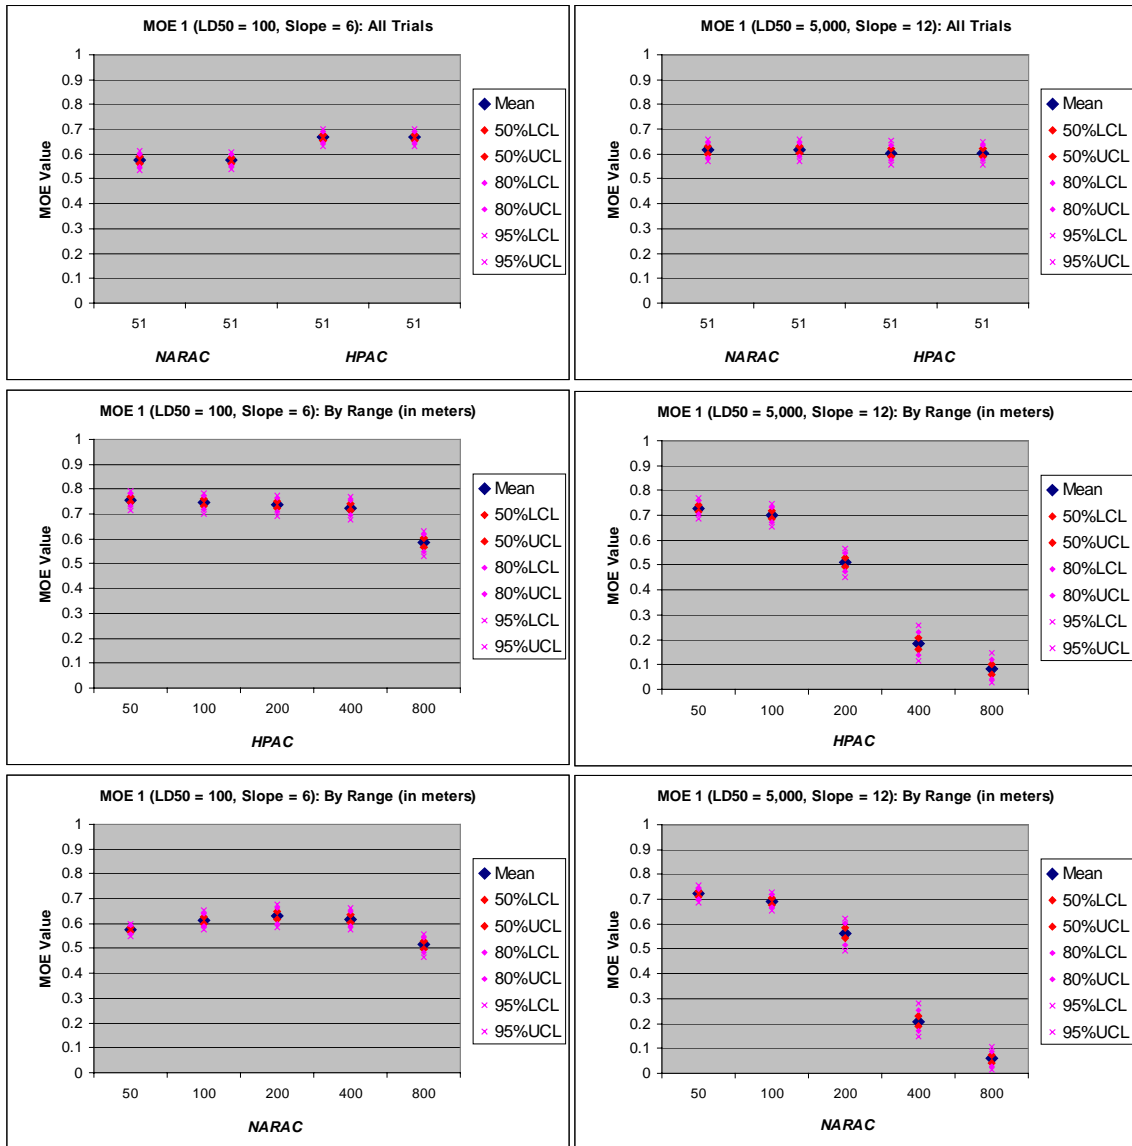 MOE 1 (LD50 = 100, Slope = 6): All Trials
MOE Value
1
0.9
0.8
0.7
0.6
0.5
0.4
0.3
0.2
0.1
0
51 51 51 51
NARAC HPAC
Mean
50%LCL
50%UCL
80%LCL
80%UCL
95%LCL
95%UCL
MOE 1 (LD50 = 5,000, Slope = 12): All Trials
MOE Value
1
0.9
0.8
0.7
0.6
0.5
0.4
0.3
0.2
0.1
0
51 51 51 51
NARAC HPAC
Mean
50%LCL
50%UCL
80%LCL
80%UCL
95%LCL
95%UCL
MOE 1 (LD50 = 100, Slope = 6): By Range (in meters)
MOE Value
1
0.9
0.8
0.7
0.6
0.5
0.4
0.3
0.2
0.1
0
50 100 200 400 800
HPAC
Mean
50%LCL
50%UCL
80%LCL
80%UCL
95%LCL
95%UCL
MOE 1 (LD50 = 5,000, Slope = 12): By Range (in meters)
MOE Value
1
0.9
0.8
0.7
0.6
0.5
0.4
0.3
0.2
0.1
0
50 100 200 400 800
HPAC
Mean
50%LCL
50%UCL
80%LCL
80%UCL
95%LCL
95%UCL
MOE 1 (LD50 = 100, Slope = 6): By Range (in meters)
MOE Value
1
0.9
0.8
0.7
0.6
0.5
0.4
0.3
0.2
0.1
0
50 100 200 400 800
NARAC
Mean
50%LCL
50%UCL
80%LCL
80%UCL
95%LCL
95%UCL
MOE 1 (LD50 = 5,000, Slope = 12): By Range (in meters)
MOE Value
1
0.9
0.8
0.7
0.6
0.5
0.4
0.3
0.2
0.1
0
50 100 200 400 800
NARAC
Mean
50%LCL
50%UCL
80%LCL
80%UCL
95%LCL
95%UCL